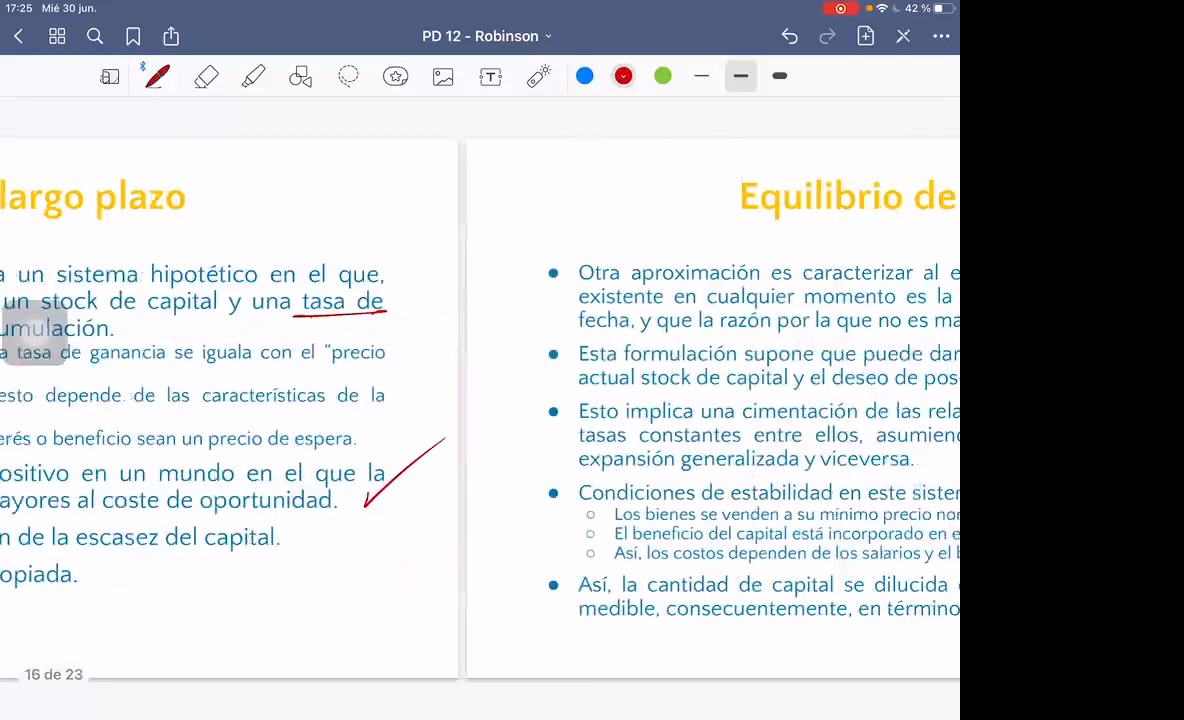 17:25 Mié 30 jun.
42 %
PD 12 - Robinson
largo plazo
a un sistema hipotético en el que,
un stock de capital y una tasa de
umulación.
a tasa de ganancia se iguala con el “precio
esto depende de las características de la
erés o beneficio sean un precio de espera.
ositivo en un mundo en el que la
ayores al coste de oportunidad.
n de la escasez del capital.
opiada.
16 de 23
Equilibrio de
● Otra aproximación es caracterizar al e
existente en cualquier momento es la
fecha, y que la razón por la que no es ma
● Esta formulación supone que puede dar
actual stock de capital y el deseo de pos
● Esto implica una cimentación de las rela
tasas constantes entre ellos, asumien
expansión generalizada y viceversa.
● Condiciones de estabilidad en este siste
○ Los bienes se venden a su mínimo precio no
○ El beneficio del capital está incorporado en e
○ Así, los costos dependen de los salarios y el
● Así, la cantidad de capital se dilucida
medible, consecuentemente, en término